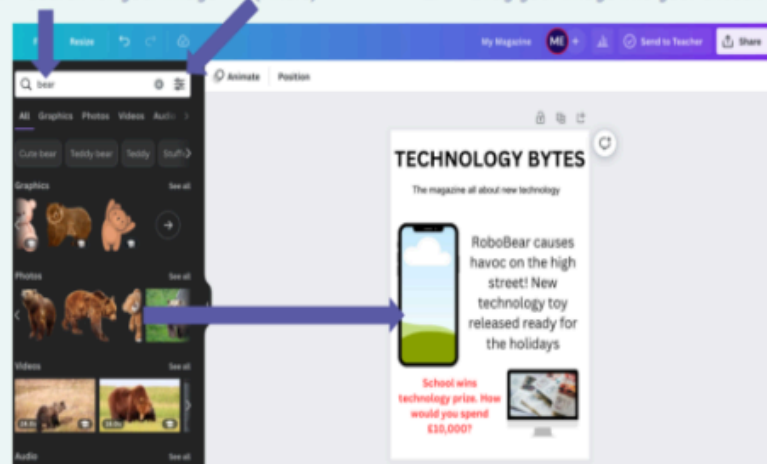 Resize
My Magazine
ME
+
Send to Teacher
Share
bear
Animate
Position
All Graphics Photos Videos Audio
Cute bear Teddy bear Teddy
Graphics See all
Photos See all
Videos See all
Audio See all
TECHNOLOGY BYTES
The magazine all about new technology
RoboBear causes
havoc on the high
street! New
technology toy
released ready for
the holidays
School wins
technology prize. How
would you spend
£10,000?